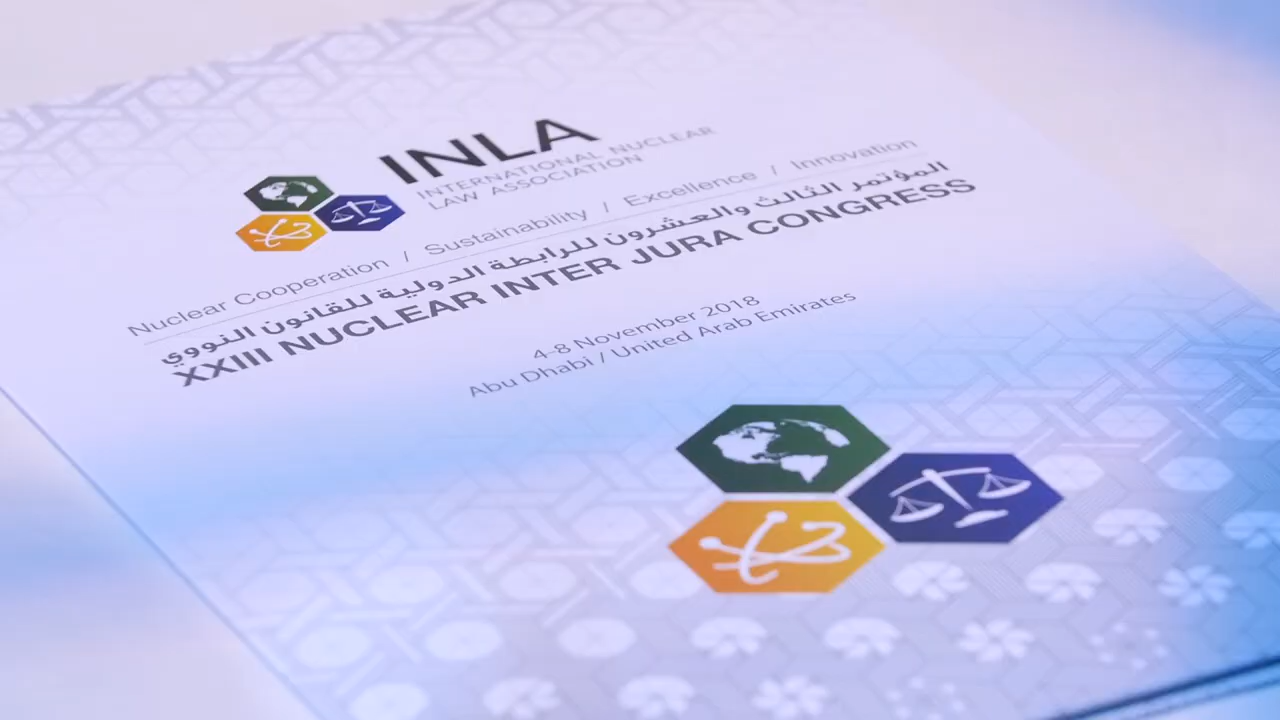 INLA
INTERNATIONAL NUCLEAR
LAW ASSOCIATION
Nuclear Cooperation / Sustainability / Excellence / Innovation
المؤتمر الثالث والعشرون للرابطة الدولية للقانون النووي
XXIII NUCLEAR INTER JURA CONGRESS
4-8 November 2018
Abu Dhabi / United Arab Emirates